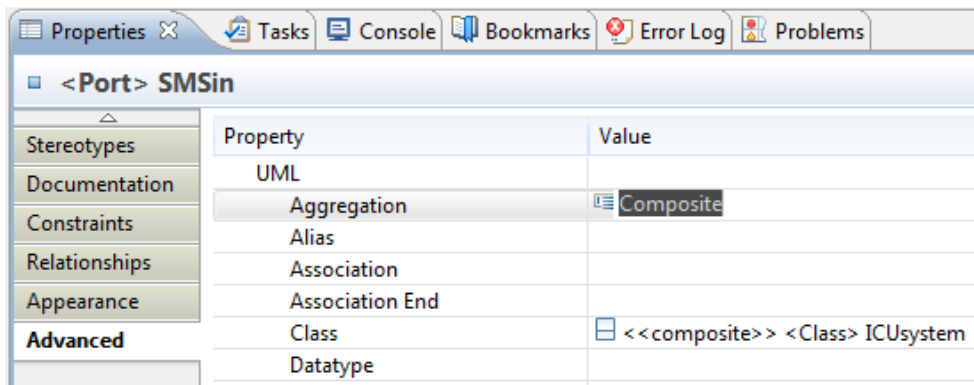 Properties Tasks Console Bookmarks Error Log Problems
<Port> SMSin
Stereotypes
Documentation
Constraints
Relationships
Appearance
Advanced
Property Value
UML
Aggregation Composite
Alias
Association
Association End
Class <<composite>> <Class> ICUsystem
Datatype